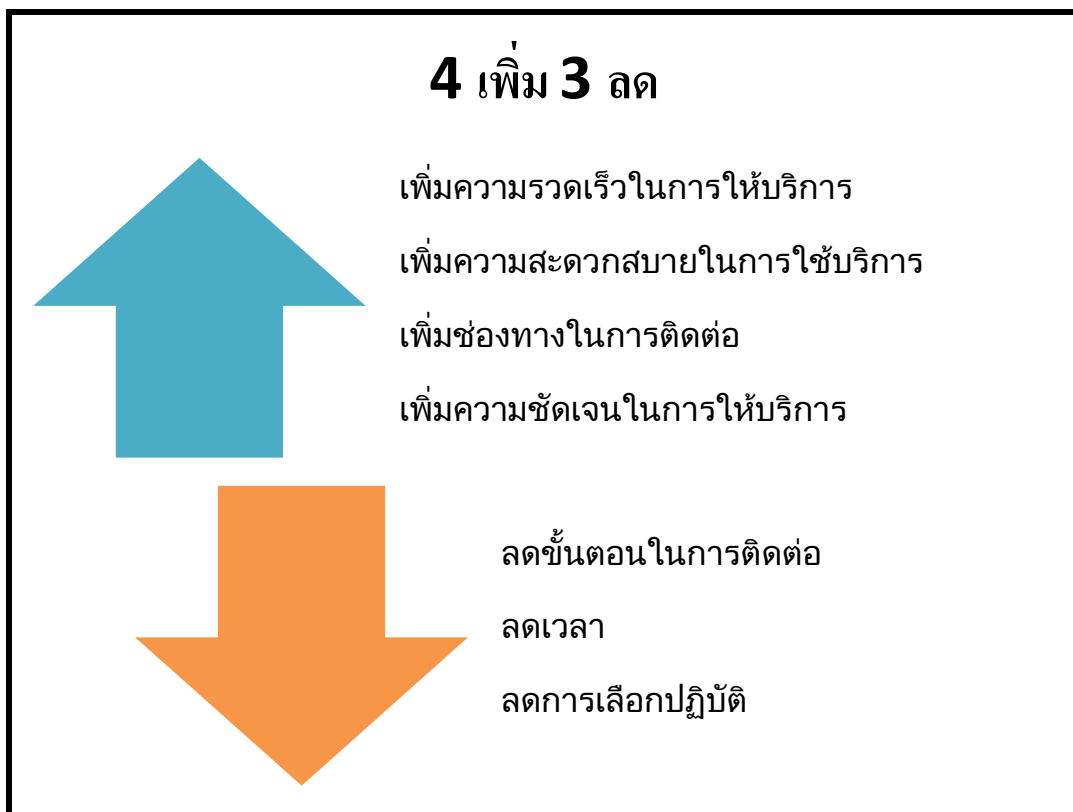 4 เพิ่ม 3 ลด
เพิ่มความรวดเร็วในการให้บริการ
เพิ่มความสะดวกสบายในการใช้บริการ
เพิ่มช่องทางในการติดต่อ
เพิ่มความชัดเจนในการให้บริการ
ลดขั้นตอนในการติดต่อ
ลดเวลา
ลดการเลือกปฏิบัติ